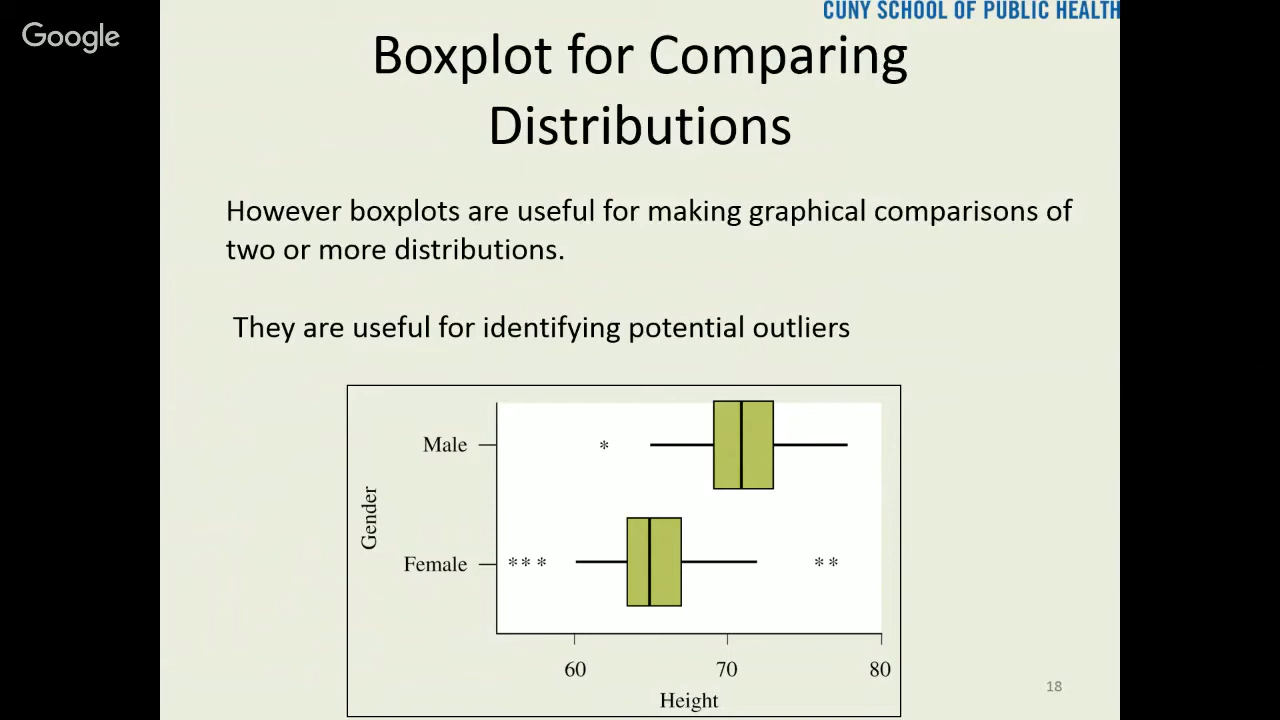 CUNY SCHOOL OF PUBLIC HEALTH
Google
Boxplot for Comparing
Distributions
However boxplots are useful for making graphical comparisons of
two or more distributions.
They are useful for identifying potential outliers
Male
*
Gender
Female
*** **
60 70 80
Height
18